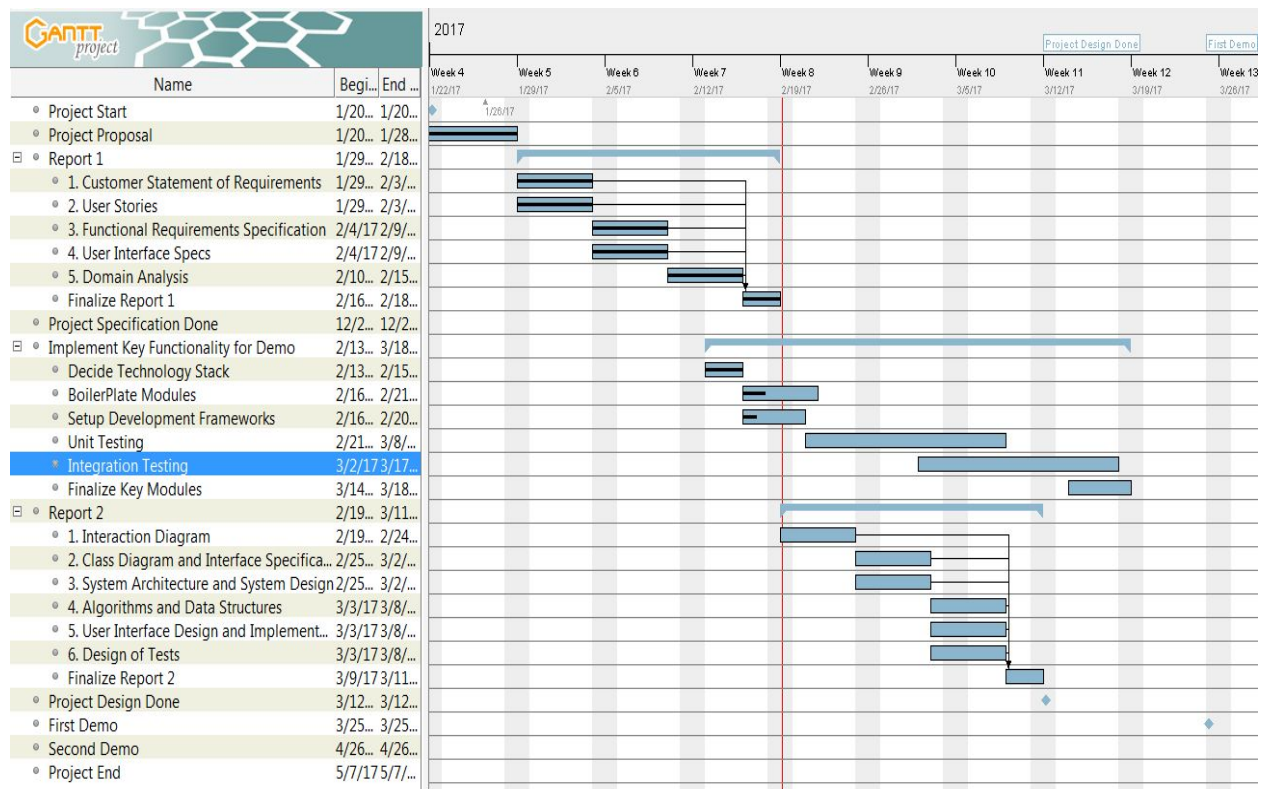 GANTT
project
2017
Project Design Done
First Demo
Name Begi... End ...
Week 4 Week 5 Week 6 Week 7 Week 8 Week 9 Week 10 Week 11 Week 12 Week 13
1/22/17 1/29/17 2/5/17 2/12/17 2/19/17 2/26/17 3/5/17 3/12/17 3/19/17 3/26/17
Project Start 1/20... 1/20...
1/26/17
Project Proposal 1/20... 1/28...
Report 1 1/29... 2/18...
1. Customer Statement of Requirements 1/29... 2/3/...
2. User Stories 1/29... 2/3/...
3. Functional Requirements Specification 2/4/17 2/9/...
4. User Interface Specs 2/4/17 2/9/...
5. Domain Analysis 2/10... 2/15...
Finalize Report 1 2/16... 2/18...
Project Specification Done 12/2... 12/2...
Implement Key Functionality for Demo 2/13... 3/18...
Decide Technology Stack 2/13... 2/15...
BoilerPlate Modules 2/16... 2/21...
Setup Development Frameworks 2/16... 2/20...
Unit Testing 2/21... 3/8/...
Integration Testing 3/2/17 3/17...
Finalize Key Modules 3/14... 3/18...
Report 2 2/19... 3/11...
1. Interaction Diagram 2/19... 2/24...
2. Class Diagram and Interface Specifica... 2/25... 3/2/...
3. System Architecture and System Design 2/25... 3/2/...
4. Algorithms and Data Structures 3/3/17 3/8/...
5. User Interface Design and Implement... 3/3/17 3/8/...
6. Design of Tests 3/3/17 3/8/...
Finalize Report 2 3/9/17 3/11...
Project Design Done 3/12... 3/12...
First Demo 3/25... 3/25...
Second Demo 4/26... 4/26...
Project End 5/7/17 5/7/...